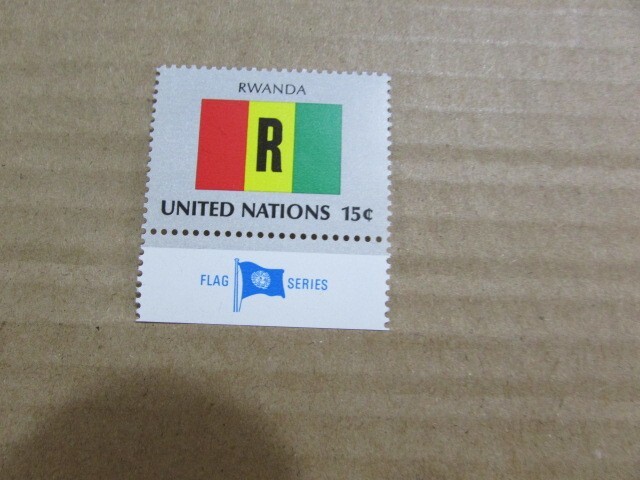 RWANDA
R
UNITED NATIONS 15¢
FLAG SERIES